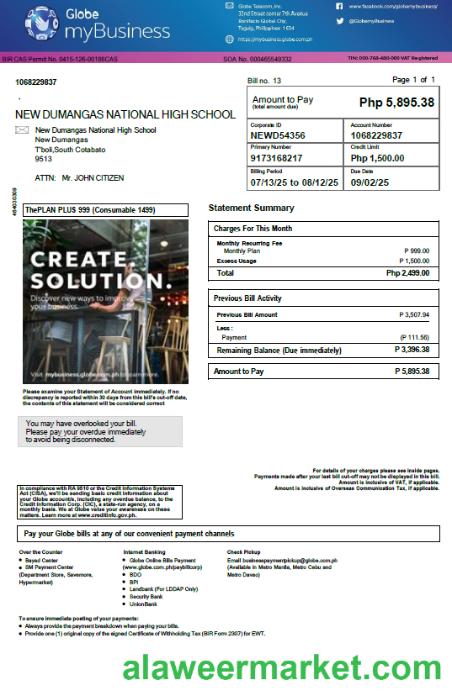 Globe
myBusiness
Globe Telecom, Inc.
32nd Street corner 7th Avenue
Bonifacio Global City,
Taguig, Philippines 1634
https://mybusiness.globe.com.ph
www.facebook.com/globemybusiness/
@Globemybusiness
BIR CAS Permit No. 0415-126-00186CAS
SOA No. 000465549332
TIN: 000-768-480-000 VAT Registered
1068229837
Bill no. 13
Page 1 of 1
Amount to Pay
(total amount due)
Php 5,895.38
Corporate ID
NEWD54356
Account Number
1068229837
Primary Number
9173168217
Credit Limit
Php 1,500.00
Billing Period
07/13/25 to 08/12/25
Due Date
09/02/25
NEW DUMANGAS NATIONAL HIGH SCHOOL
New Dumangas National High School
New Dumangas
T'boli,South Cotabato
9513
ATTN: Mr. JOHN CITIZEN
ThePLAN PLUS 999 (Consumable 1499)
CREATE.
SOLUTION.
Discover new ways to improve
your business.
Visit mybusiness.globe.com.ph to learn more.
Please examine your Statement of Account immediately. If no
discrepancy is reported within 30 days from this bill's cut-off date,
the contents of this statement will be considered correct
You may have overlooked your bill.
Please pay your overdue immediately
to avoid being disconnected.
Statement Summary
Charges For This Month
Monthly Recurring Fee
Monthly Plan P 999.00
Excess Usage P 1,500.00
Total Php 2,499.00
Previous Bill Activity
Previous Bill Amount P 3,507.94
Less :
Payment (P 111.56)
Remaining Balance (Due immediately) P 3,396.38
Amount to Pay P 5,895.38
For details of your charges please see inside pages.
Payments made after your last bill cut-off may not be displayed in this bill.
Amount is inclusive of VAT, if applicable.
Amount is inclusive of Overseas Communication Tax, if applicable.
In compliance with RA 9510 or the Credit Information Systems
Act (CISA), we'll be sending basic credit information about
your Globe account/s, including any overdue balance, to the
Credit Information Corp. (CIC), a state-run agency, on a
monthly basis. We at Globe value your awareness on these
matters. Learn more at www.creditinfo.gov.ph.
Pay your Globe bills at any of our convenient payment channels
Over the Counter
Bayad Center
SM Payment Center
(Department Store, Savemore,
Hypermarket)
Internet Banking
Globe Online Bills Payment
(www.globe.com.ph/paybillcorp)
BDO
BPI
Landbank (For LDDAP Only)
Security Bank
UnionBank
Check Pickup
Email businesspaymentpickup@globe.com.ph
(Available in Metro Manila, Metro Cebu and
Metro Davao)
To ensure immediate posting of your payments:
Always provide the payment breakdown when paying your bills.
Provide one (1) original copy of the signed Certificate of Withholding Tax (BIR Form 2307) for EWT.
alaweermarket.com